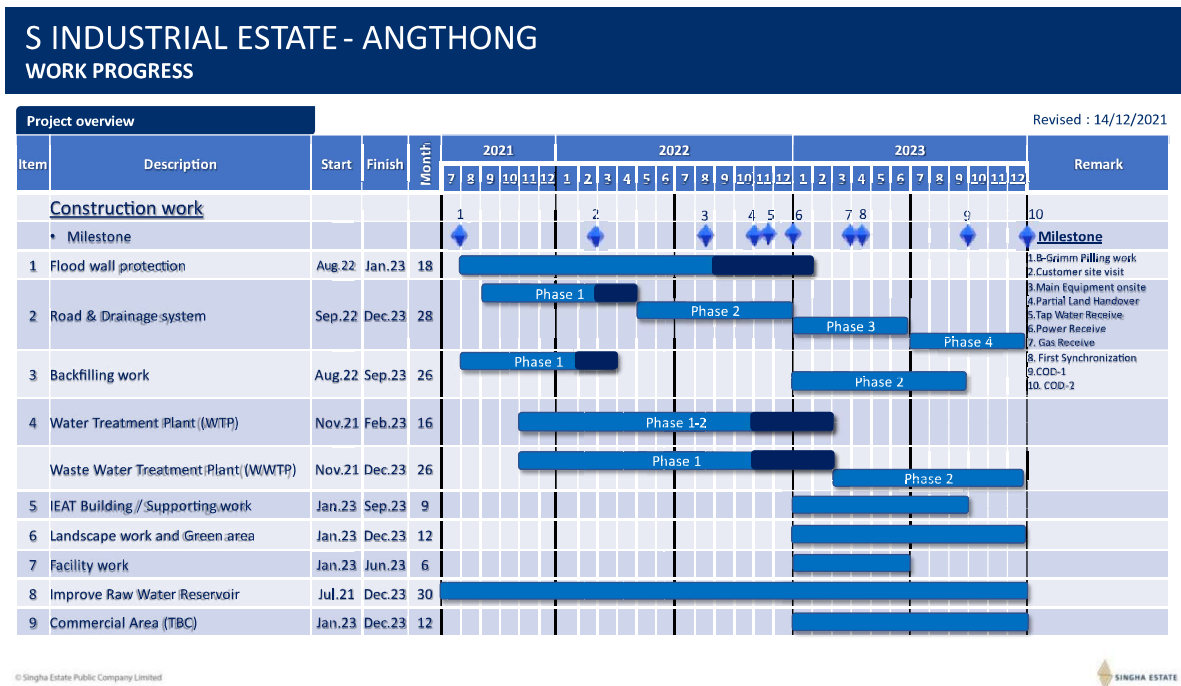 S INDUSTRIAL ESTATE - ANGTHONG
WORK PROGRESS
Project overview
Revised : 14/12/2021
Item Description Start Finish Month 2021 2022 2023 Remark
7 8 9 10 11 12 1 2 3 4 5 6 7 8 9 10 11 12 1 2 3 4 5 6 7 8 9 10 11 12
Construction work
1 2 3 4 5 6 7 8 9 10
• Milestone
Milestone
1 Flood wall protection Aug.22 Jan.23 18
1.B-Grimm Pilling work
2.Customer site visit
2 Road & Drainage system Sep.22 Dec.23 28
Phase 1
Phase 2
Phase 3
Phase 4
3.Main Equipment onsite
4.Partial Land Handover
5.Tap Water Receive
6.Power Receive
7. Gas Receive
3 Backfilling work Aug.22 Sep.23 26
Phase 1
Phase 2
8. First Synchronization
9.COD-1
10. COD-2
4 Water Treatment Plant (WTP) Nov.21 Feb.23 16
Phase 1-2
Waste Water Treatment Plant (WWTP) Nov.21 Dec.23 26
Phase 1
Phase 2
5 IEAT Building / Supporting work Jan.23 Sep.23 9
6 Landscape work and Green area Jan.23 Dec.23 12
7 Facility work Jan.23 Jun.23 6
8 Improve Raw Water Reservoir Jul.21 Dec.23 30
9 Commercial Area (TBC) Jan.23 Dec.23 12
© Singha Estate Public Company Limited
SINGHA ESTATE